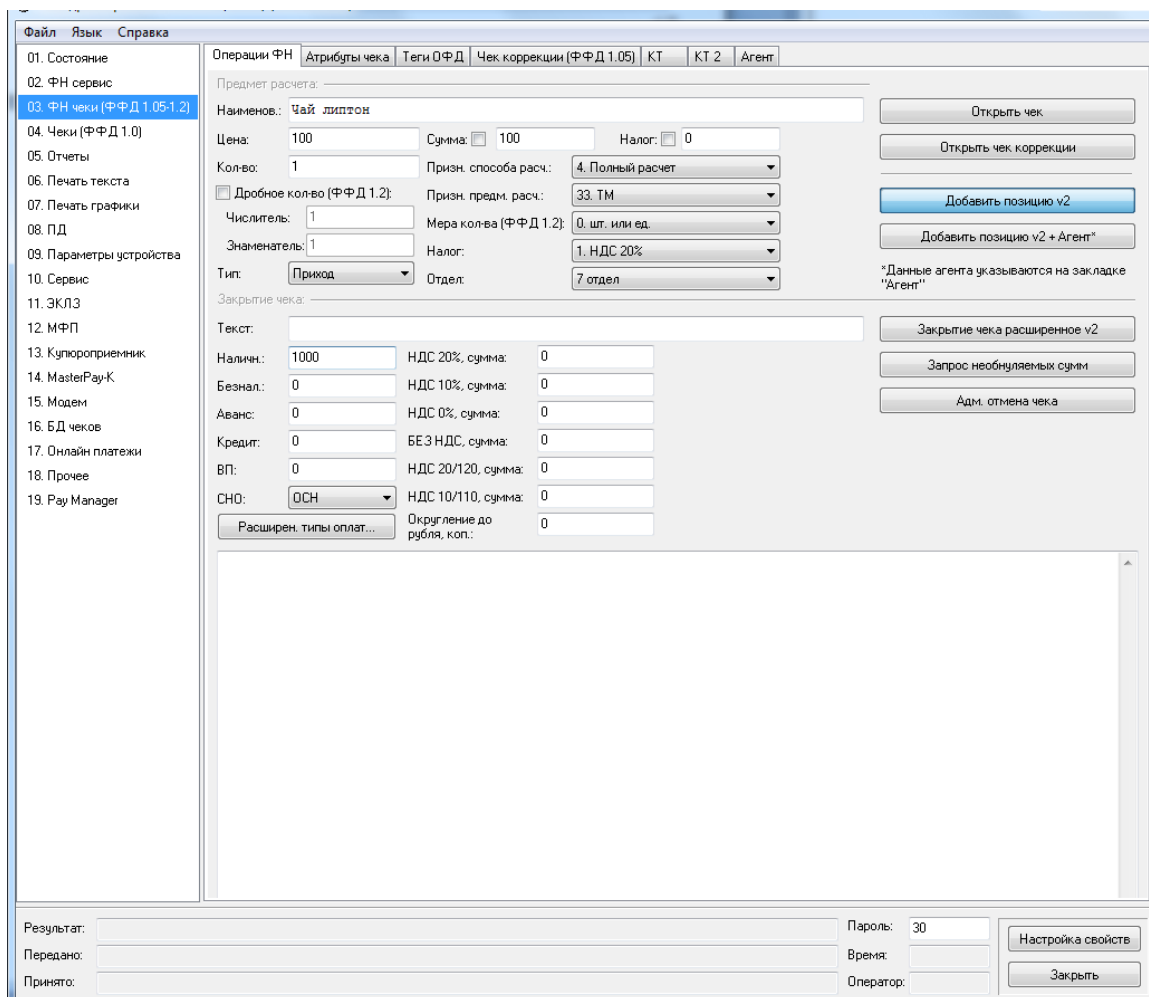 Файл Язык Справка
01. Состояние
02. ФН сервис
03. ФН чеки (ФФД 1.05-1.2)
04. Чеки (ФФД 1.0)
05. Отчеты
06. Печать текста
07. Печать графики
08. ПД
09. Параметры устройства
10. Сервис
11. ЭКЛЗ
12. МФП
13. Купюроприемник
14. MasterPay-K
15. Модем
16. БД чеков
17. Онлайн платежи
18. Прочее
19. Pay Manager
Операции ФН Атрибуты чека Теги ОФД Чек коррекции (ФФД 1.05) КТ КТ 2 Агент
Предмет расчета:
Наименов.: Чай липтон
Цена: 100 Сумма: 100 Налог: 0
Кол-во: 1 Призн. способа расч.: 4. Полный расчет
Дробное кол-во (ФФД 1.2): Призн. предм. расч.: 33. ТМ
Числитель: 1 Мера кол-ва (ФФД 1.2): 0. шт. или ед.
Знаменатель: 1 Налог: 1. НДС 20%
Тип: Приход Отдел: 7 отдел
Закрытие чека:
Текст:
Наличн.: 1000 НДС 20%, сумма: 0
Безнал.: 0 НДС 10%, сумма: 0
Аванс: 0 НДС 0%, сумма: 0
Кредит: 0 БЕЗ НДС, сумма: 0
ВП: 0 НДС 20/120, сумма: 0
СНО: ОСН НДС 10/110, сумма: 0
Расширен. типы оплат... Округление до рубля, коп.: 0
Открыть чек
Открыть чек коррекции
Добавить позицию v2
Добавить позицию v2 + Агент*
*Данные агента указываются на закладке
"Агент"
Закрытие чека расширенное v2
Запрос необнуляемых сумм
Адм. отмена чека
Результат: Пароль: 30
Передано: Время:
Принято: Оператор:
Настройка свойств
Закрыть